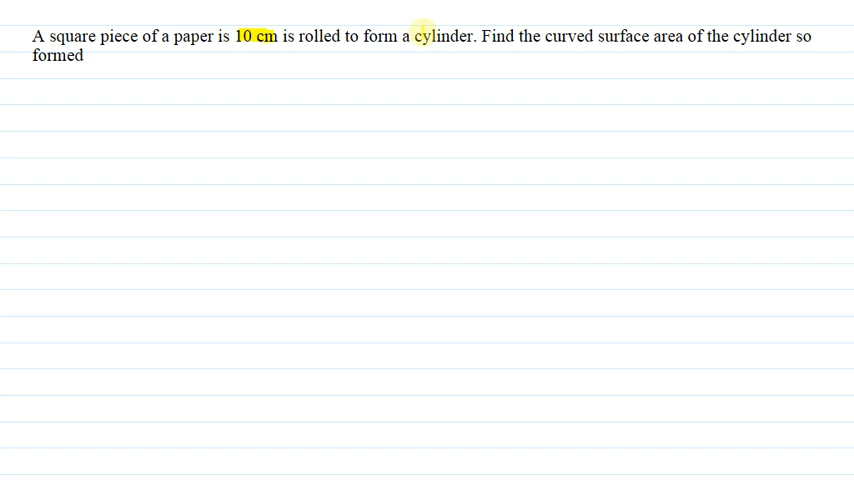 A square piece of a paper is 10 cm is rolled to form a cylinder. Find the curved surface area of the cylinder so
formed